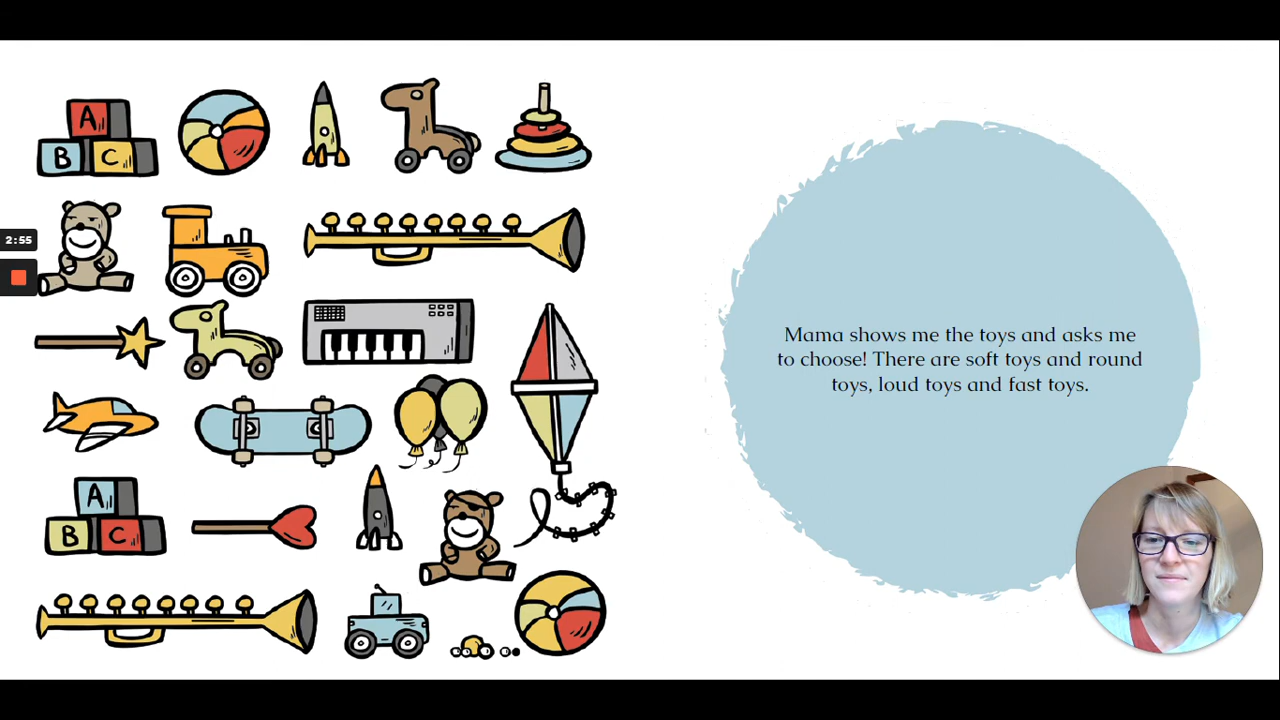 A
B C
2:55
A
B C
Mama shows me the toys and asks me
to choose! There are soft toys and round
toys, loud toys and fast toys.